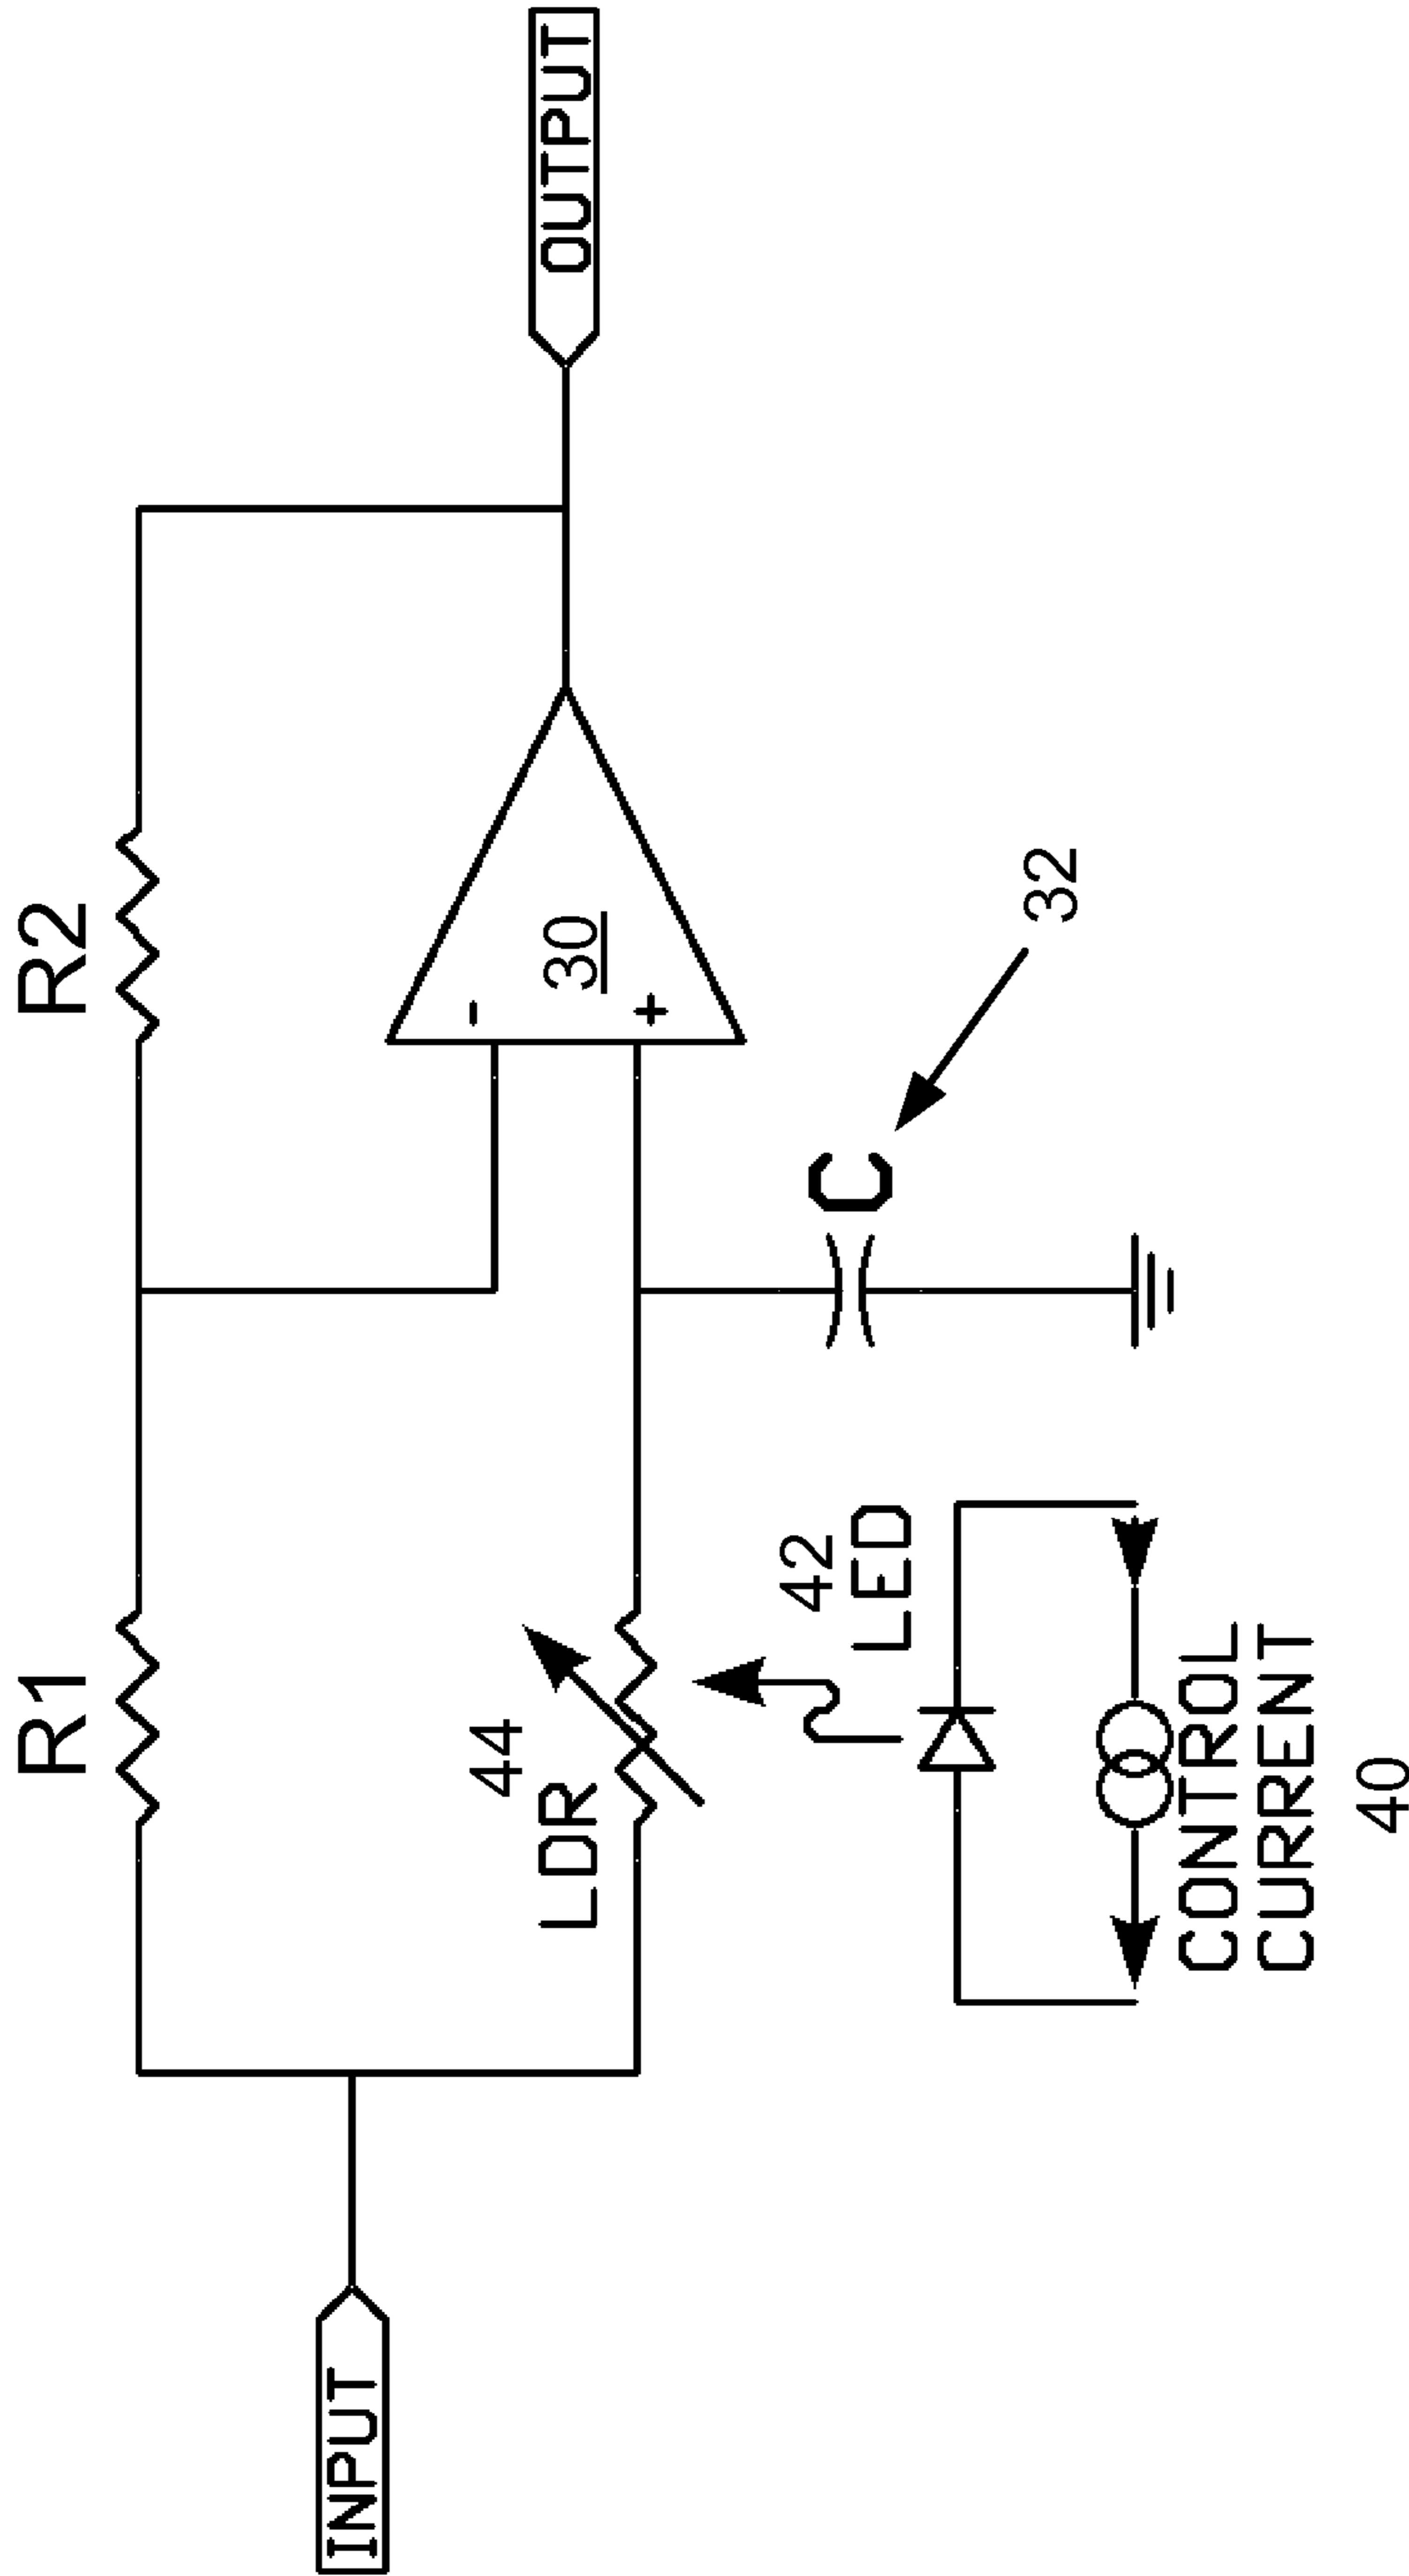 R1
R2
INPUT
OUTPUT
-
30
+
44
LDR
C
32
42
LED
CONTROL
CURRENT
40